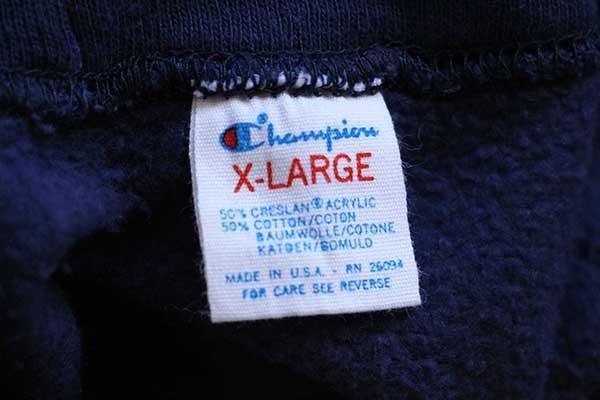 Champion
X-LARGE
50% CRESLAN® ACRYLIC
50% COTTON/COTON
BAUMWOLLE/COTONE
KATOEN/BOMULD
MADE IN U.S.A. - RN 26094
FOR CARE SEE REVERSE